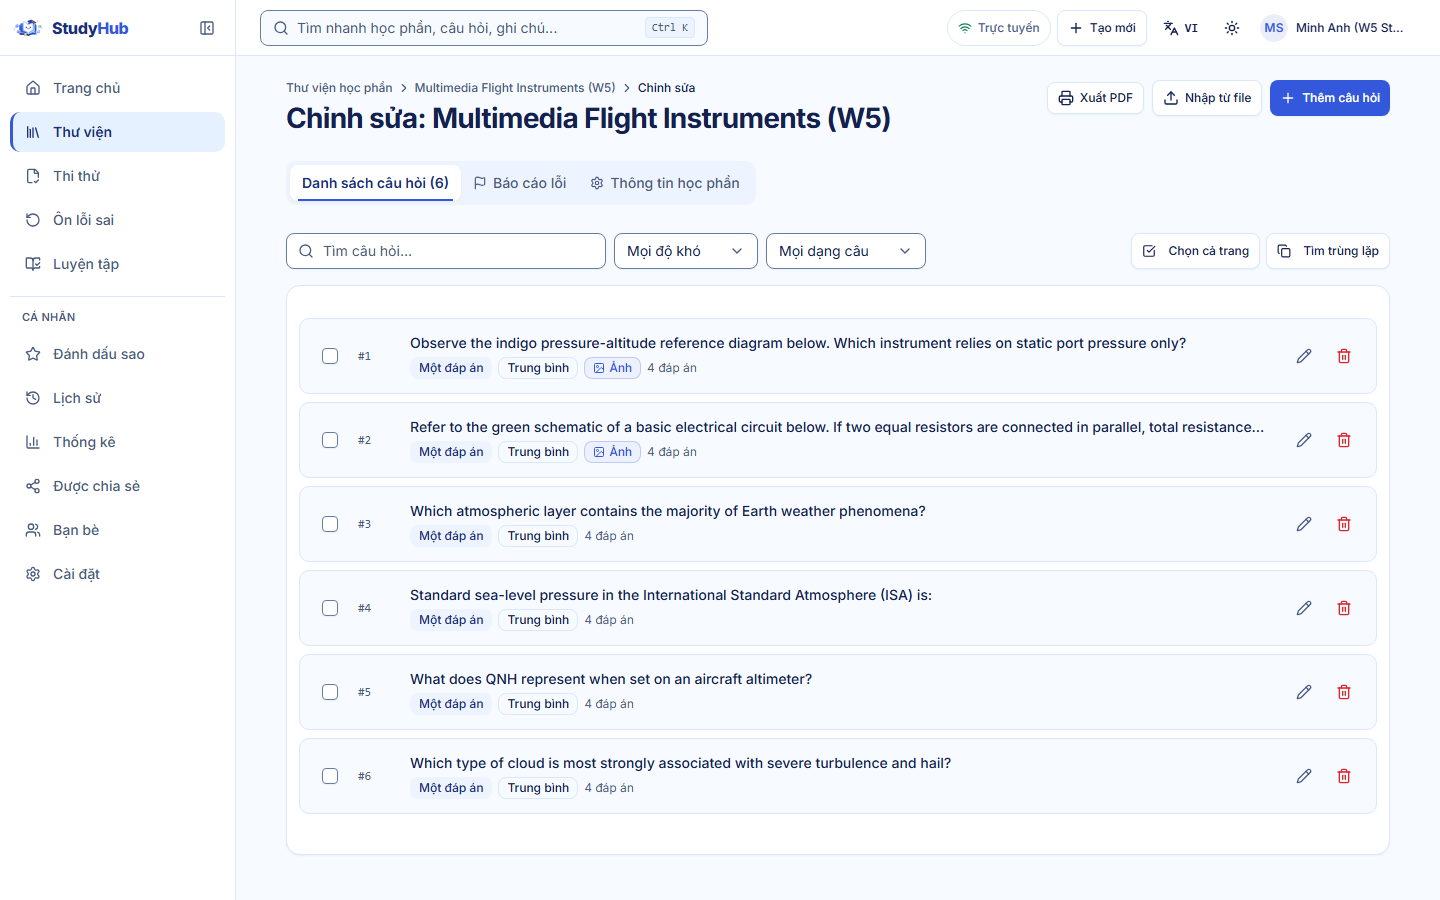 StudyHub
Tìm nhanh học phần, câu hỏi, ghi chú...
Ctrl K
Trực tuyến
Tạo mới
VI
MS
Minh Anh (W5 St...
Trang chủ
Thư viện
Thi thử
Ôn lỗi sai
Luyện tập
CÁ NHÂN
Đánh dấu sao
Lịch sử
Thống kê
Được chia sẻ
Bạn bè
Cài đặt
Thư viện học phần > Multimedia Flight Instruments (W5) > Chỉnh sửa
Chỉnh sửa: Multimedia Flight Instruments (W5)
Xuất PDF
Nhập từ file
Thêm câu hỏi
Danh sách câu hỏi (6)
Báo cáo lỗi
Thông tin học phần
Tìm câu hỏi...
Mọi độ khó
Mọi dạng câu
Chọn cả trang
Tìm trùng lặp
#1
Observe the indigo pressure-altitude reference diagram below. Which instrument relies on static port pressure only?
Một đáp án Trung bình Ảnh 4 đáp án
#2
Refer to the green schematic of a basic electrical circuit below. If two equal resistors are connected in parallel, total resistance...
Một đáp án Trung bình Ảnh 4 đáp án
#3
Which atmospheric layer contains the majority of Earth weather phenomena?
Một đáp án Trung bình 4 đáp án
#4
Standard sea-level pressure in the International Standard Atmosphere (ISA) is:
Một đáp án Trung bình 4 đáp án
#5
What does QNH represent when set on an aircraft altimeter?
Một đáp án Trung bình 4 đáp án
#6
Which type of cloud is most strongly associated with severe turbulence and hail?
Một đáp án Trung bình 4 đáp án